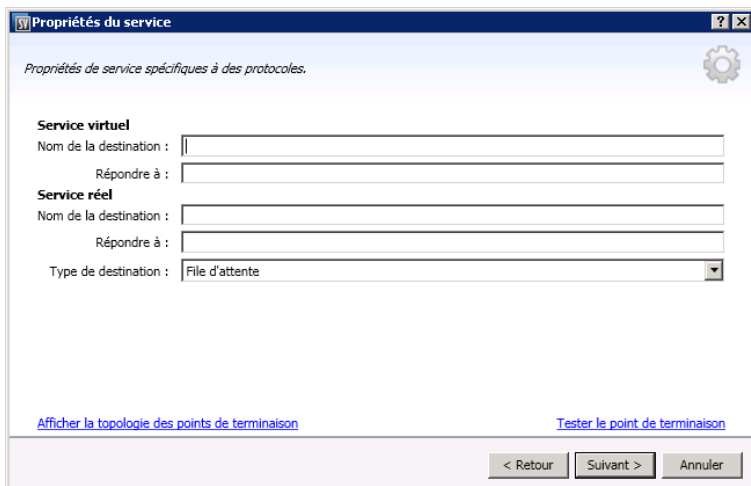 SV Propriétés du service
Propriétés de service spécifiques à des protocoles.
Service virtuel
Nom de la destination :
Répondre à :
Service réel
Nom de la destination :
Répondre à :
Type de destination : File d'attente
Afficher la topologie des points de terminaison Tester le point de terminaison
< Retour Suivant > Annuler